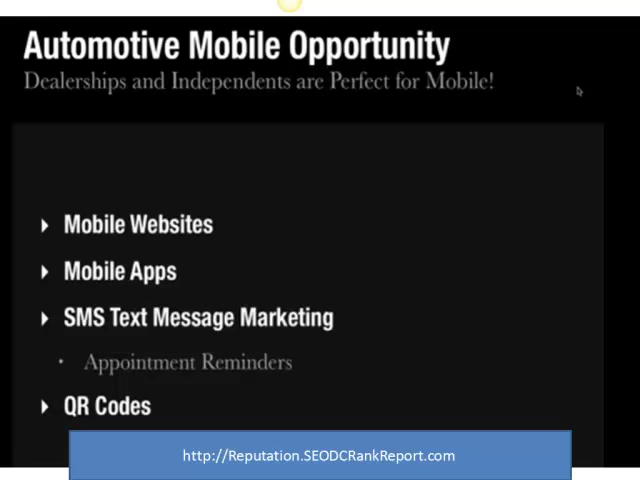 Automotive Mobile Opportunity
Dealerships and Independents are Perfect for Mobile!
Mobile Websites
Mobile Apps
SMS Text Message Marketing
Appointment Reminders
QR Codes
http://Reputation.SEODCRankReport.com